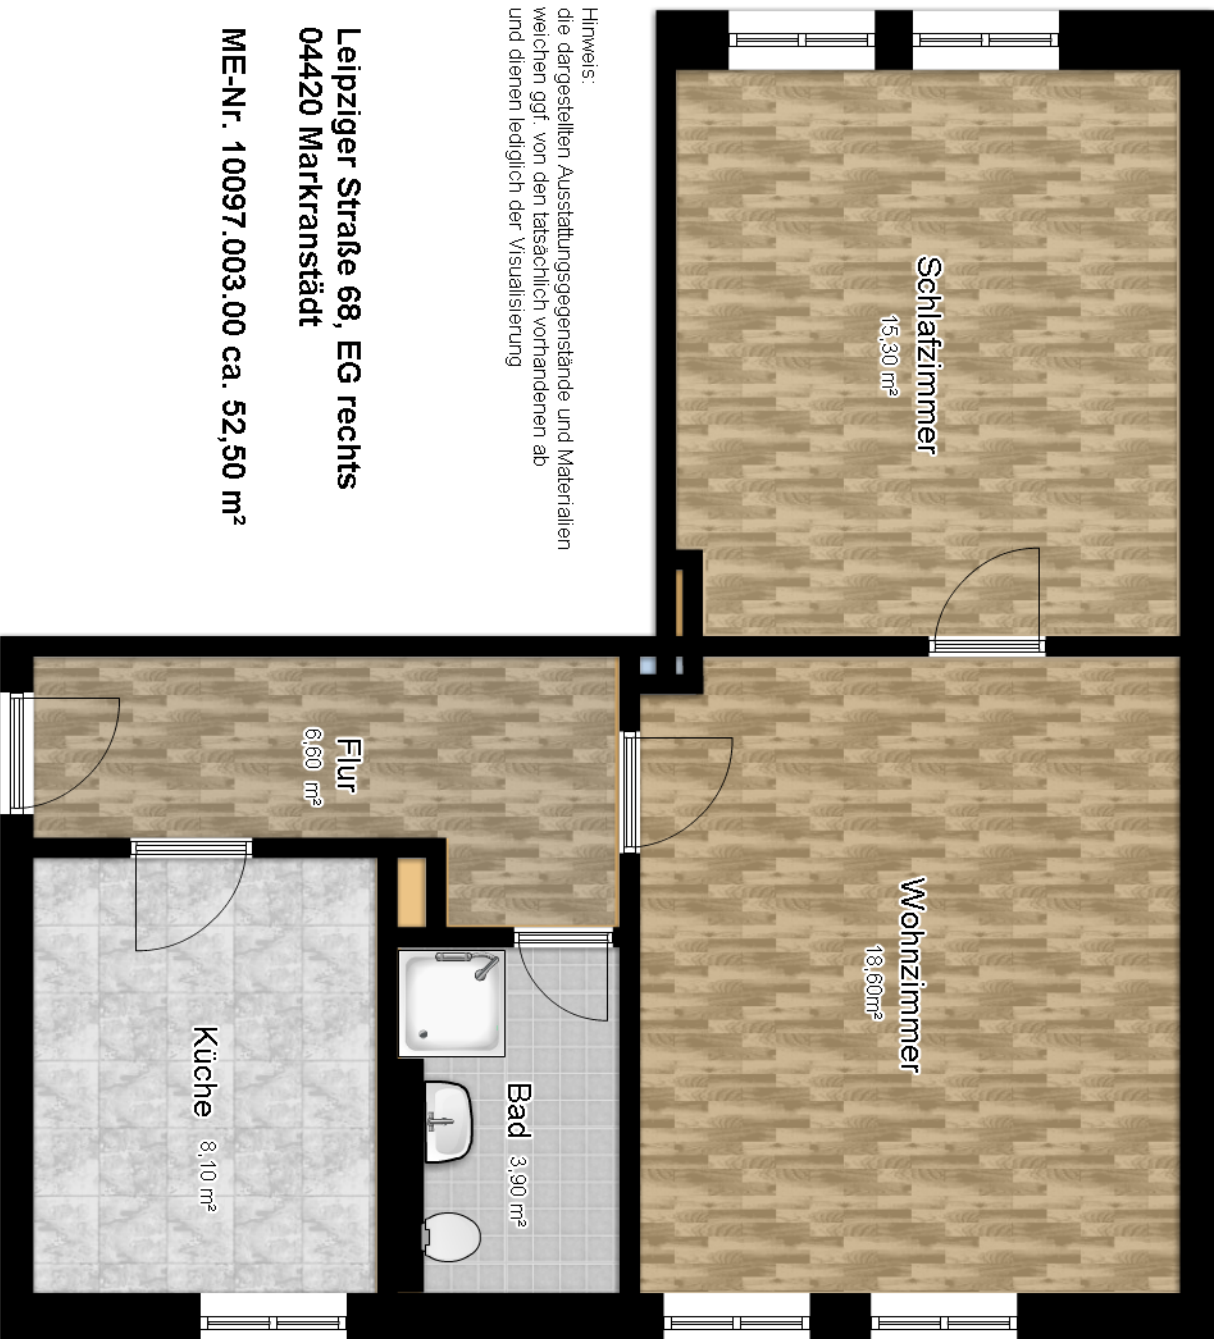 Hinweis:
die dargestellten Ausstattungsgegenstände und Materialien
weichen ggf. von den tatsächlich vorhandenen ab
und dienen lediglich der Visualisierung
Leipziger Straße 68, EG rechts
04420 Markranstädt
ME-Nr. 10097.003.00 ca. 52,50 m²
Schlafzimmer
15,30 m²
Wohnzimmer
18,60m²
Flur
6,60 m²
Bad 3,90 m²
Küche 8,10 m²